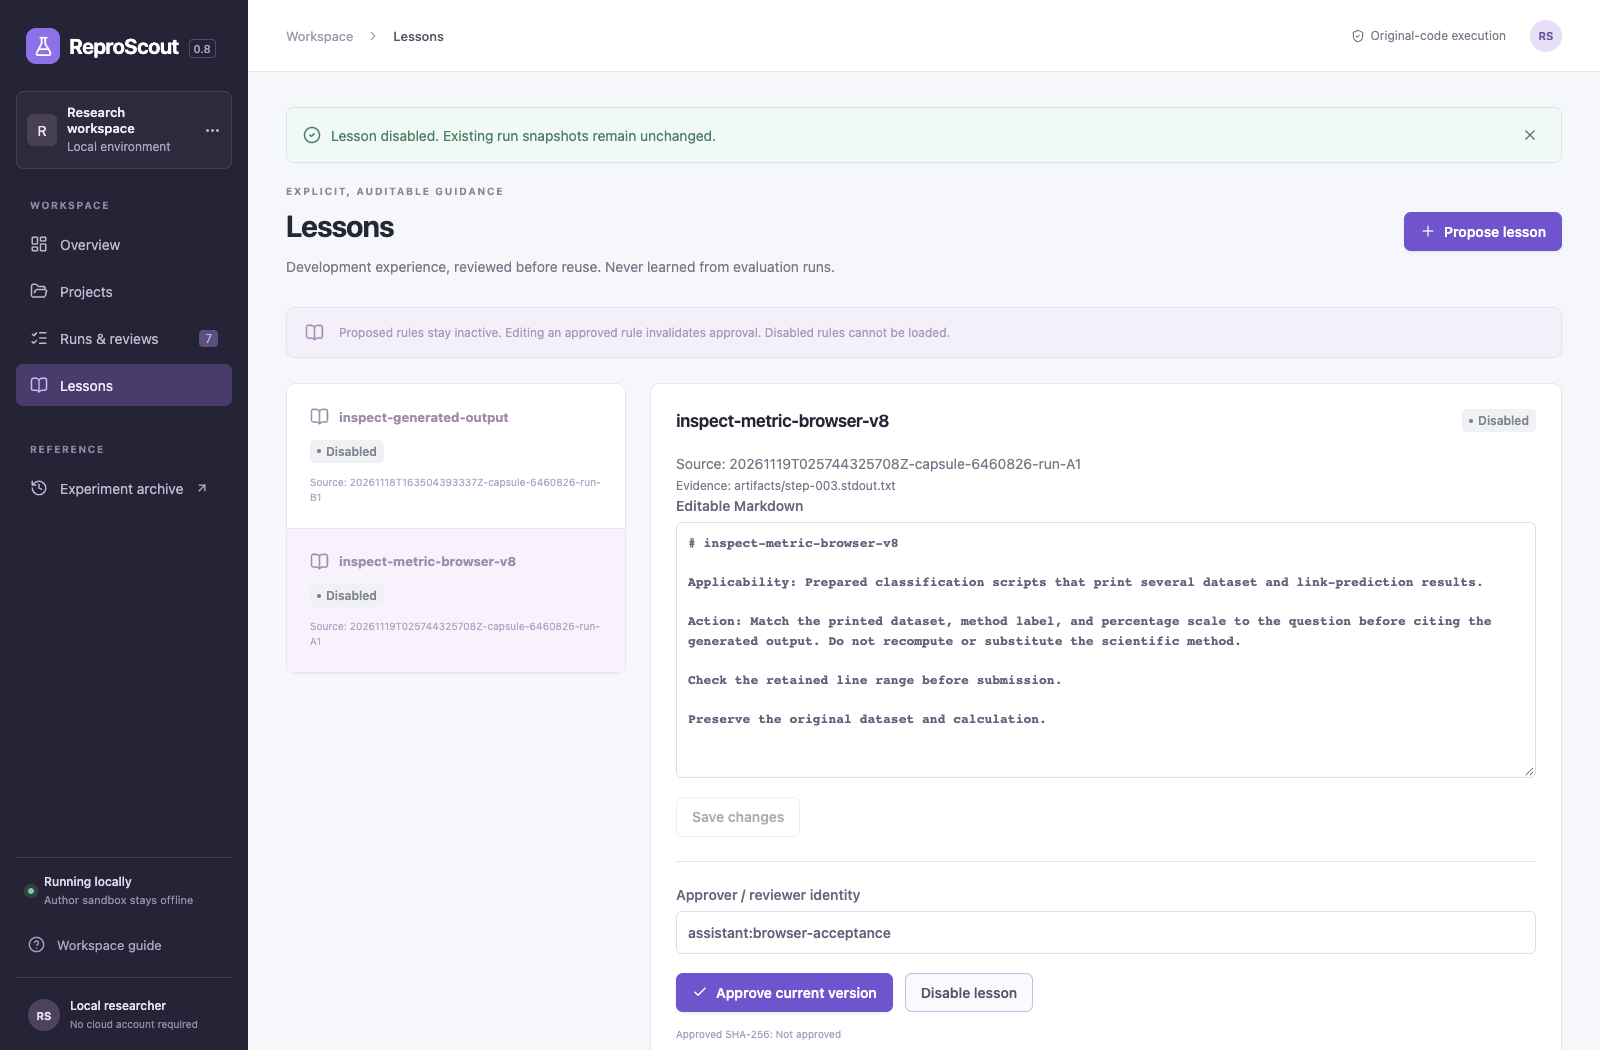 ReproScout 0.8
R
Research
workspace
Local environment
WORKSPACE
Overview
Projects
Runs & reviews 7
Lessons
REFERENCE
Experiment archive
Running locally
Author sandbox stays offline
Workspace guide
RS
Local researcher
No cloud account required
Workspace Lessons
Original-code execution RS
Lesson disabled. Existing run snapshots remain unchanged.
EXPLICIT, AUDITABLE GUIDANCE
Lessons
Propose lesson
Development experience, reviewed before reuse. Never learned from evaluation runs.
Proposed rules stay inactive. Editing an approved rule invalidates approval. Disabled rules cannot be loaded.
inspect-generated-output
Disabled
Source: 20261118T163504393337Z-capsule-6460826-run-
B1
inspect-metric-browser-v8
Disabled
Source: 20261119T025744325708Z-capsule-6460826-run-
A1
inspect-metric-browser-v8 Disabled
Source: 20261119T025744325708Z-capsule-6460826-run-A1
Evidence: artifacts/step-003.stdout.txt
Editable Markdown
# inspect-metric-browser-v8
Applicability: Prepared classification scripts that print several dataset and link-prediction results.
Action: Match the printed dataset, method label, and percentage scale to the question before citing the
generated output. Do not recompute or substitute the scientific method.
Check the retained line range before submission.
Preserve the original dataset and calculation.
Save changes
Approver / reviewer identity
assistant:browser-acceptance
Approve current version
Disable lesson
Approved SHA-256: Not approved